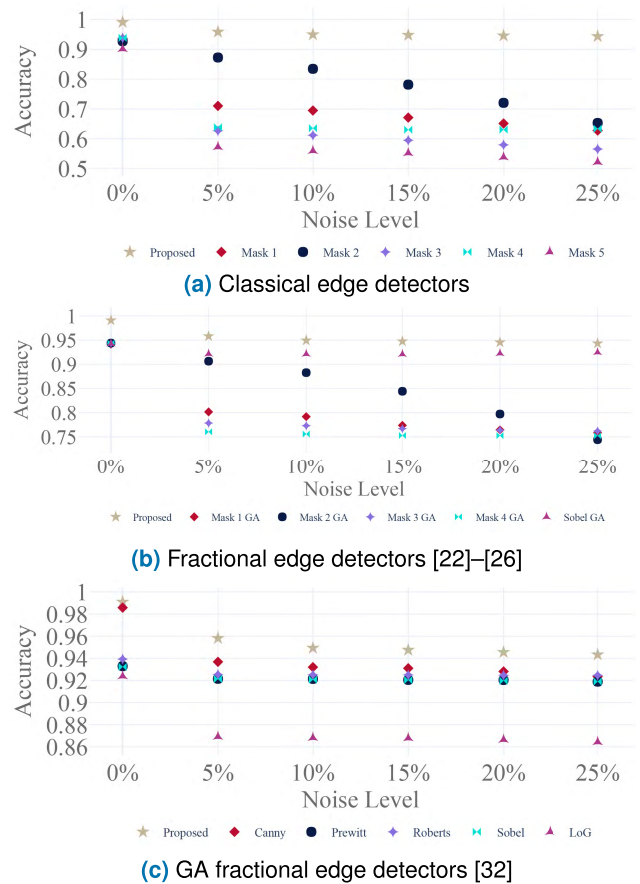 1
0.9
0.8
0.7
0.6
0.5
Accuracy
0% 5% 10% 15% 20% 25%
Noise Level
Proposed Mask 1 Mask 2 Mask 3 Mask 4 Mask 5
(a) Classical edge detectors
1
0.95
0.9
0.85
0.8
0.75
Accuracy
0% 5% 10% 15% 20% 25%
Noise Level
Proposed Mask 1 GA Mask 2 GA Mask 3 GA Mask 4 GA Sobel GA
(b) Fractional edge detectors [22]–[26]
1
0.98
0.96
0.94
0.92
0.9
0.88
0.86
Accuracy
0% 5% 10% 15% 20% 25%
Noise Level
Proposed Canny Prewitt Roberts Sobel LoG
(c) GA fractional edge detectors [32]